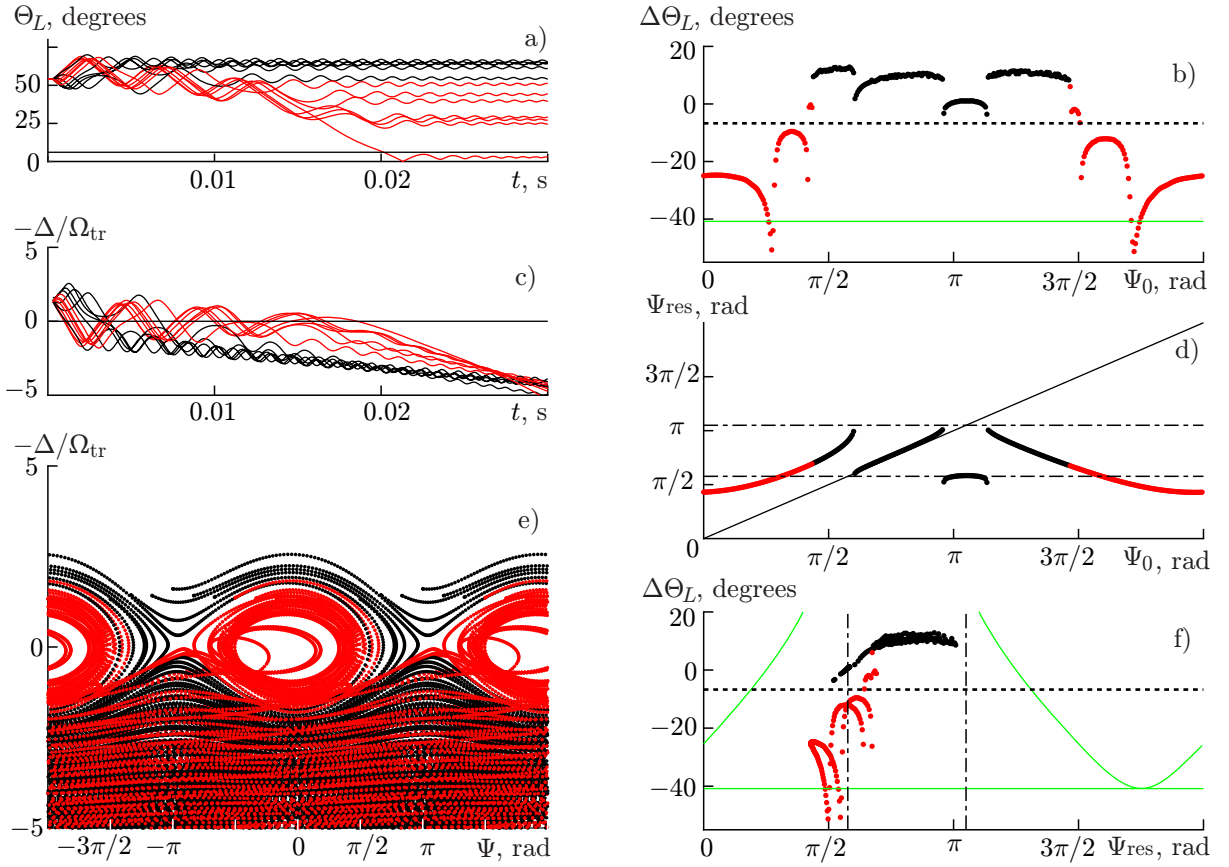 Θ_L, degrees
a)
50
25
0
0.01
0.02
t, s
−Δ/Ω_tr
5
c)
0
−5
0.01
0.02
t, s
−Δ/Ω_tr
5
e)
0
−5
−3π/2
−π
0
π/2
π
Ψ, rad
ΔΘ_L, degrees
20
b)
0
−20
−40
0
π/2
π
3π/2
Ψ_0, rad
Ψ_res, rad
d)
3π/2
π
π/2
0
π/2
π
3π/2
Ψ_0, rad
ΔΘ_L, degrees
20
f)
0
−20
−40
0
π/2
π
3π/2
Ψ_res, rad